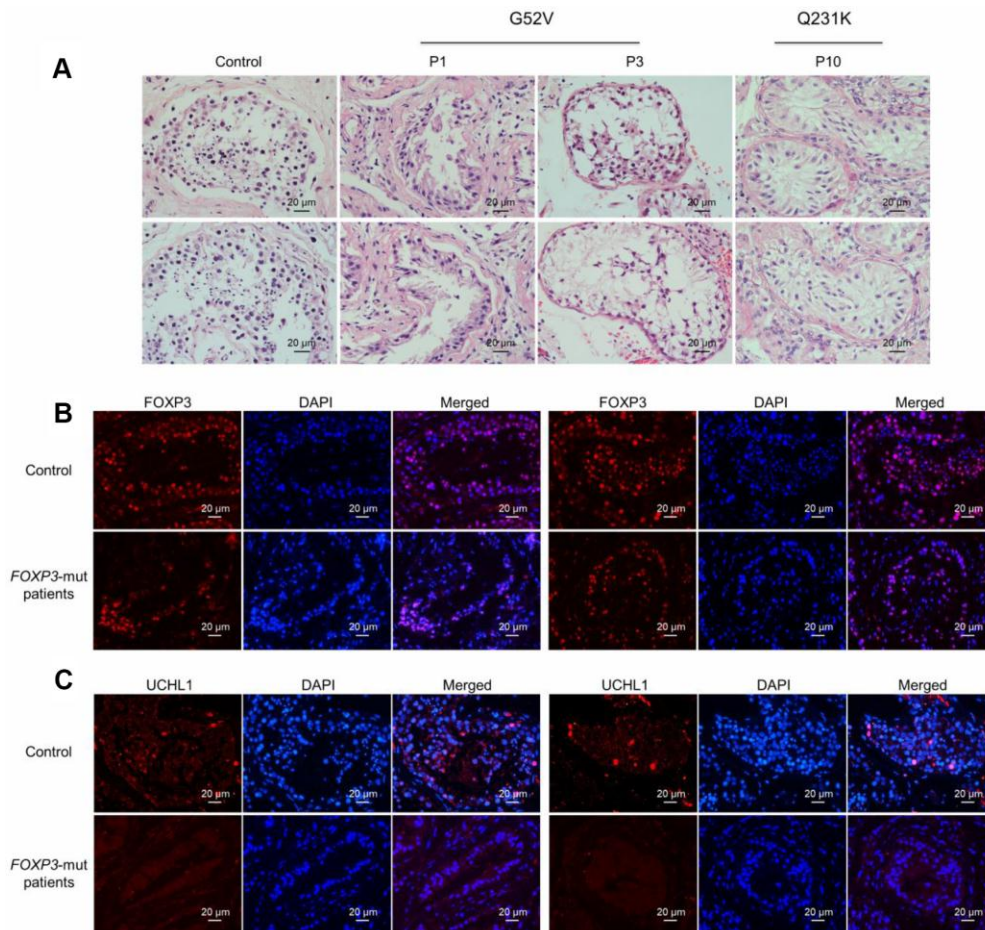 G52V Q231K
A Control P1 P3 P10
20 µm 20 µm 20 µm 20 µm
20 µm 20 µm 20 µm 20 µm
B FOXP3 DAPI Merged FOXP3 DAPI Merged
Control
20 µm 20 µm 20 µm 20 µm 20 µm 20 µm
FOXP3-mut
patients
20 µm 20 µm 20 µm 20 µm 20 µm 20 µm
C UCHL1 DAPI Merged UCHL1 DAPI Merged
Control
20 µm 20 µm 20 µm 20 µm 20 µm 20 µm
FOXP3-mut
patients
20 µm 20 µm 20 µm 20 µm 20 µm 20 µm